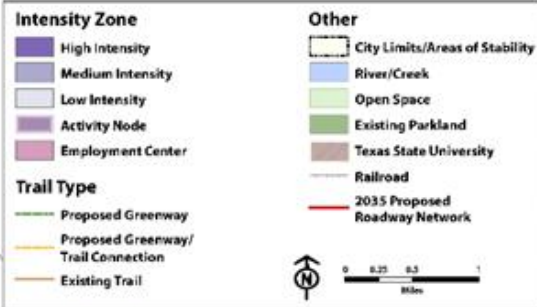 Intensity Zone
High Intensity
Medium Intensity
Low Intensity
Activity Node
Employment Center
Trail Type
Proposed Greenway
Proposed Greenway/
Trail Connection
Existing Trail
Other
City Limits/Areas of Stability
River/Creek
Open Space
Existing Parkland
Texas State University
Railroad
2035 Proposed
Roadway Network
N
0 0.25 0.5 1
Miles